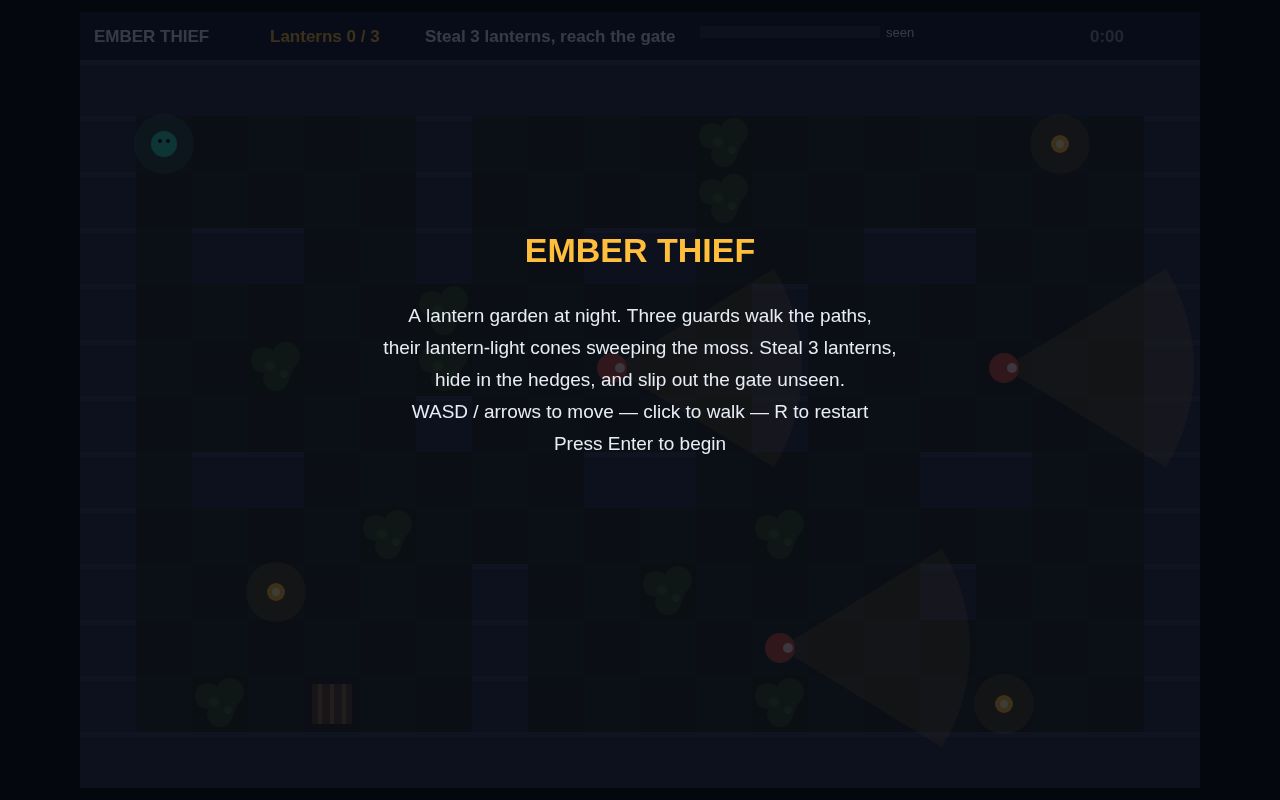 EMBER THIEF Lanterns 0 / 3 Steal 3 lanterns, reach the gate seen 0:00
EMBER THIEF
A lantern garden at night. Three guards walk the paths,
their lantern-light cones sweeping the moss. Steal 3 lanterns,
hide in the hedges, and slip out the gate unseen.
WASD / arrows to move — click to walk — R to restart
Press Enter to begin